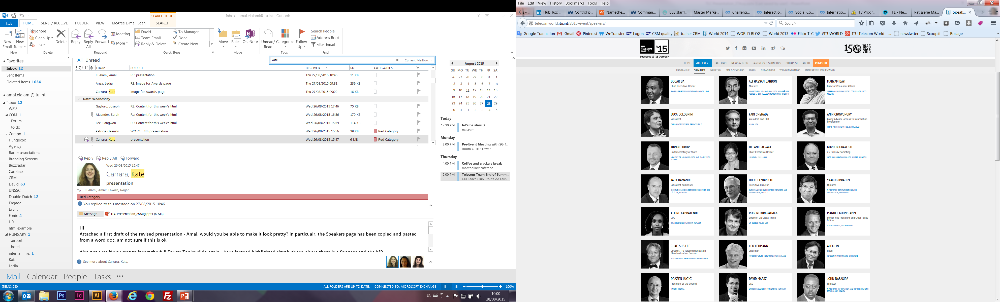 SEARCH TOOLS
Inbox - amal.elalami@itu.int - Outlook
FILE HOME SEND / RECEIVE FOLDER VIEW McAfee E-mail Scan SEARCH
Ignore
Clean Up
Junk
Delete
New Email
New Items
Reply
Reply All
Forward
Meeting
More
David
Team Email
Reply & Delete
To Manager
Done
Create New
Move
Rules
OneNote
Unread/ Read
Categorize
Follow Up
Search People
Address Book
Filter Email
New Delete Respond Quick Steps Move Tags Find
Favorites
Inbox 12
Sent Items
Deleted Items 1634
amal.elalami@itu.int
Inbox 12
WSIS
COM 1
Forum
to do
Compo 1
Hungexpo
Agency
Barter associations
Branding Screens
Buzzradar
Caroline
CRM
David 63
UNSSC
Double Dutch 12
Engage
Evvnt
Fonix 4
HR
html example
HUNGARY 1
airport
hotel
internal links 1
Kate
Ledia
All Unread
kate
Current Mailbox
FROM SUBJECT RECEIVED SIZE CATEGORIES
El Alami, Amal RE: presentation Thu 27/08/2015 10:46 11 KB
Ariza, Ledia RE: Image for Awards page Thu 27/08/2015 09:31 239 KB
Carrara, Kate Image for Awards page Thu 27/08/2015 09:22 16 KB
Date: Wednesday
Gaylord, Joseph RE: Content for this week's html Wed 26/08/2015 17:46 75 KB
Maunder, Sarah Re: Content for this week's html Wed 26/08/2015 16:56 179 KB
Lee, Sangwon RE: Content for this week's html Wed 26/08/2015 15:59 114 KB
Patricia Gaensly WO 74 - 4th presentation Wed 26/08/2015 15:56 39 KB Red Category
Carrara, Kate presentation Wed 26/08/2015 15:47 6 MB Red Category
Reply Reply All Forward
Wed 26/08/2015 15:47
Carrara, Kate
presentation
To El Alami, Amal; Takesh, Negar
Red Category
You replied to this message on 27/08/2015 10:46.
Message TLC Presentation_25Aug.pptx (6 MB)
Hi
Attached a first draft of the revised presentation - Amal, would you be able to make it look pretty? in particualr, the Speakers page has been copied and pasted
from a word doc, am not sure if this is ok.
Also not sure if we want to insert the full Forum Topics slide again - have instead highlighted simply those where there is a Sponsor and the MP
See more about Carrara, Kate.
August 2015
SU MO TU WE TH FR SA
26 27 28 29 30 31 1
2 3 4 5 6 7 8
9 10 11 12 13 14 15
16 17 18 19 20 21 22
23 24 25 26 27 28 29
30 31 1 2 3 4 5
Today
12:30 PM let's be stars :)
museum
Monday
3:00 PM Pre-Event Meeting with SG f...
Room C ITU Tower
Thursday
4:00 PM Coffee and crackers break
montbrillant cafeteria
5:00 PM Telecom Team End of Summ...
UN Beach Club, Route de Laus...
Mail Calendar People Tasks ...
ITEMS: 250
ALL FOLDERS ARE UP TO DATE. CONNECTED TO: MICROSOFT EXCHANGE 100%
Ps Id Ai
EN
10:00
28/08/2015
File Edit View History Bookmarks Tools Help
s - ... HubFlux: ... Control p... Nameche... Comman... Buy starfl... Master Marke... Challeng... Interactio... Social Co... Internatio... TV Progr... TF1 - Ne... Pâtisserie Ma... Speak...
telecomworld.itu.int/2015-event/speakers/
Search
Google Traduction Gmail Pinterest WeTransfer Logon CRM quality trainer CRM World 2014 WORLD BLOG World 2013 Flickr TLC #ITUWORLD ITU Telecom World – ... newslwtter Scoop.it! Bocage
ITU TELECOM WORLD '15
Budapest 12-15 October
150 1865 2015
HOME 2015 EVENT TAKE PART NEWS & BLOG PARTNERS & SPONSORS BUDAPEST ABOUT REGISTER
PROGRAMME SPEAKERS EXHIBITION SME & START-UPS FORUM NETWORKING YOUNG INNOVATORS ENTREPRENEURSHIP AWARD
BOCAR BA
Chief Executive Officer
SAMENA TELECOMMUNICATIONS COUNCIL, UAE
ALI HASSAN BAHDON
Minister
MINISTÈRE DE LA COMMUNICATION, CHARGÉ DES POSTES ET DES TÉLÉCOMMUNICATIONS, DJIBOUTI
MARYAM BAYI
Director Consumer Affairs
NIGERIAN COMMUNICATIONS COMMISSION (NCC), NIGERIA
LUCA BOLOGNINI
President
ITALIAN INSTITUTE FOR PRIVACY, ITALY
FADI CHEHADE
President and CEO
ICANN, USA
ANIR CHOWDHURY
Policy Advisor, Access to Information Programme
PRIME MINISTER'S OFFICE, BANGLADESH
JURAND DROP
Undersecretary of State
MINISTRY OF ADMINISTRATION AND DIGITIZATION, POLAND
HELANI GALPAYA
Chief Executive Officer
LIRNEASIA, SRI LANKA
GORDON GRAYLISH
V.P. Sales & Marketing
INTEL CORPORATION (UK) LTD., UNITED KINGDOM
JACK HAMANDE
Président du Conseil
INSTITUT BELGE DES SERVICES POSTAUX ET DES TÉLÉCOM, BELGIUM
UDO HELMBRECHT
Executive Director
EUROPEAN UNION AGENCY FOR NETWORK AND INFORMATION, GREECE
YAACOB IBRAHIM
Minister
MINISTRY OF COMMUNICATIONS AND INFORMATION, SINGAPORE
ALLINE KABBATENDE
COO
RWANDAONLINE PLATFORM, RWANDA
ROBERT KIRKPATRICK
Director, UN Global Pulse
UN GLOBAL PULSE, USA
MANUEL KOHNSTAMM
Senior Vice President and Chief Policy Officer
LIBERTY GLOBAL, NETHERLANDS
CHAE-SUB LEE
Director, ITU Telecommunication Standardization Bureau
INTERNATIONAL TELECOMMUNICATION UNION
LEO LEHMANN
Chairman
ITU SG13 (FUTURE NETWORKS), SWITZERLAND
ALEX LIN
Head
INFOCOMM INVESTMENTS, SINGAPORE
DRAŽEN LUČIĆ
President of the Council
HAKOM, CROATIA
DAVID MAASZ
CEO
ENTREPRENEURSHIP FOUNDATION, HUNGARY
JOHN NASASIRA
Minister
MINISTRY OF INFORMATION AND COMMUNICATIONS TECHNOLOGY, UGANDA